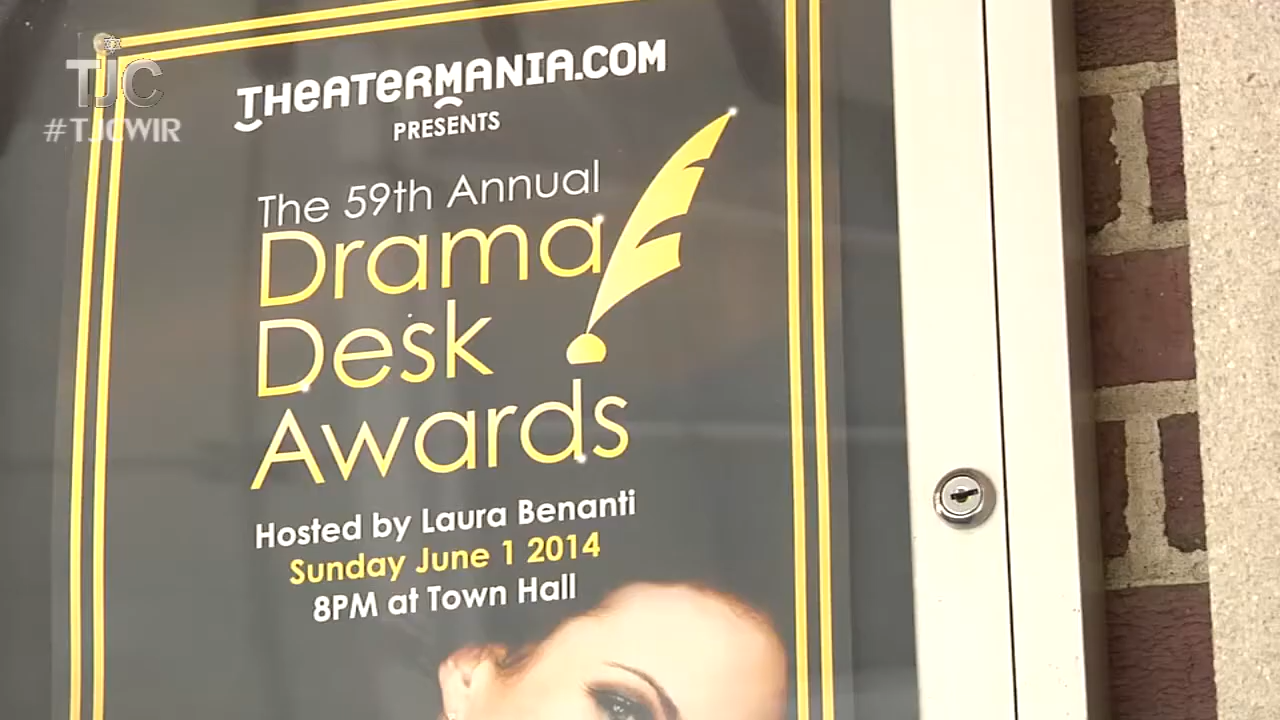 TJC
#TJCWIR
THEATERMANIA.COM
PRESENTS
The 59th Annual
Drama
Desk
Awards
Hosted by Laura Benanti
Sunday June 1 2014
8PM at Town Hall